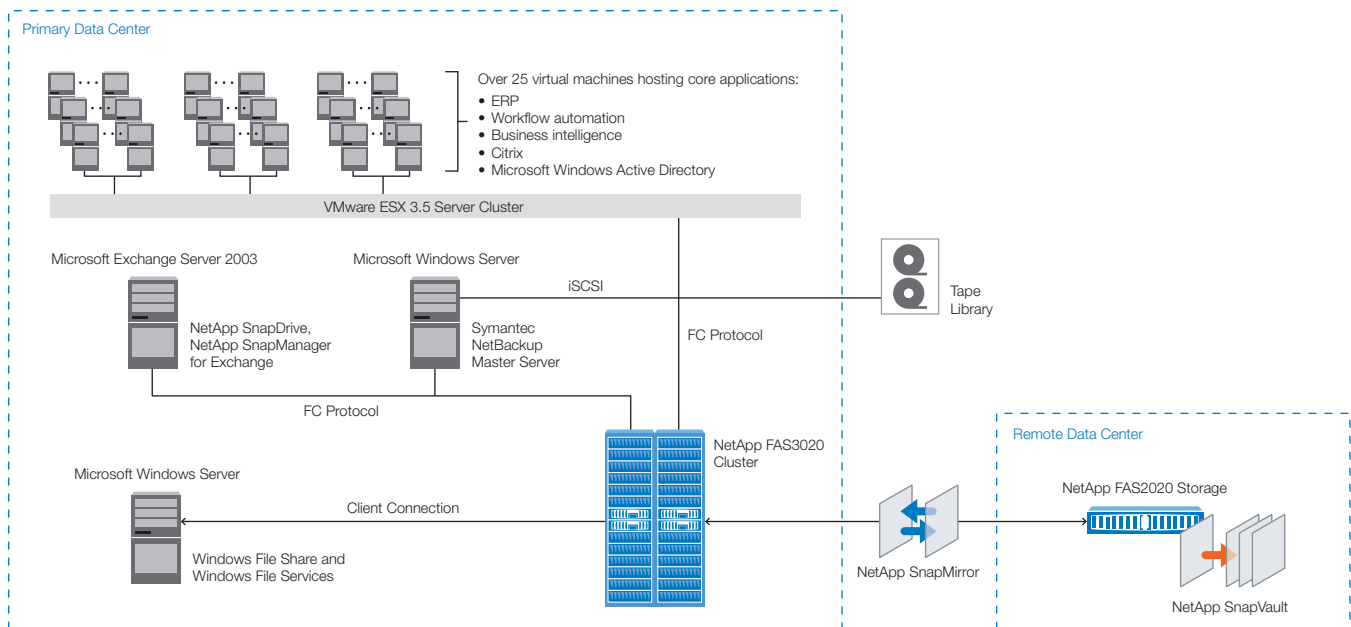 Primary Data Center
Over 25 virtual machines hosting core applications:
• ERP
• Workflow automation
• Business intelligence
• Citrix
• Microsoft Windows Active Directory
VMware ESX 3.5 Server Cluster
Microsoft Exchange Server 2003
NetApp SnapDrive,
NetApp SnapManager
for Exchange
Microsoft Windows Server
Symantec
NetBackup
Master Server
iSCSI
Tape
Library
FC Protocol
FC Protocol
NetApp FAS3020
Cluster
Microsoft Windows Server
Windows File Share and
Windows File Services
Client Connection
NetApp SnapMirror
Remote Data Center
NetApp FAS2020 Storage
NetApp SnapVault